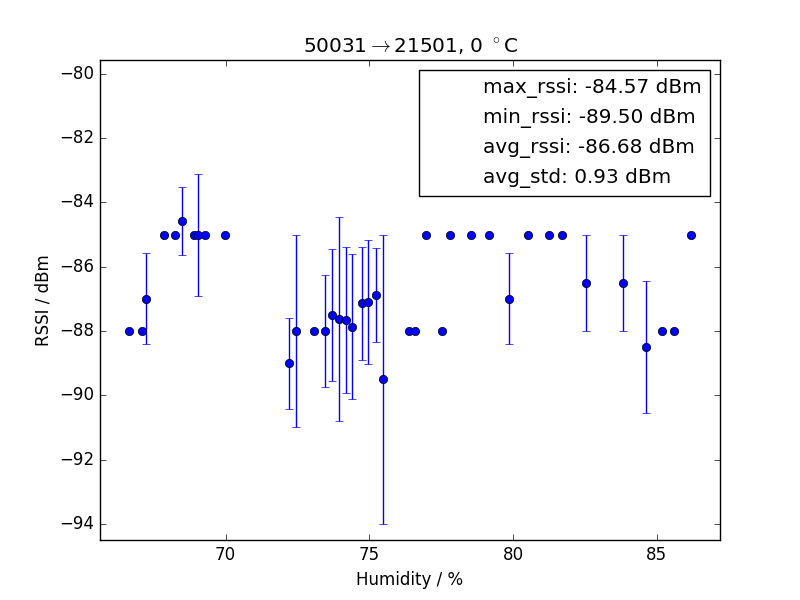 50031→21501, 0 °C
max_rssi: -84.57 dBm
min_rssi: -89.50 dBm
avg_rssi: -86.68 dBm
avg_std: 0.93 dBm
−80
−82
−84
−86
−88
−90
−92
−94
RSSI / dBm
70 75 80 85
Humidity / %